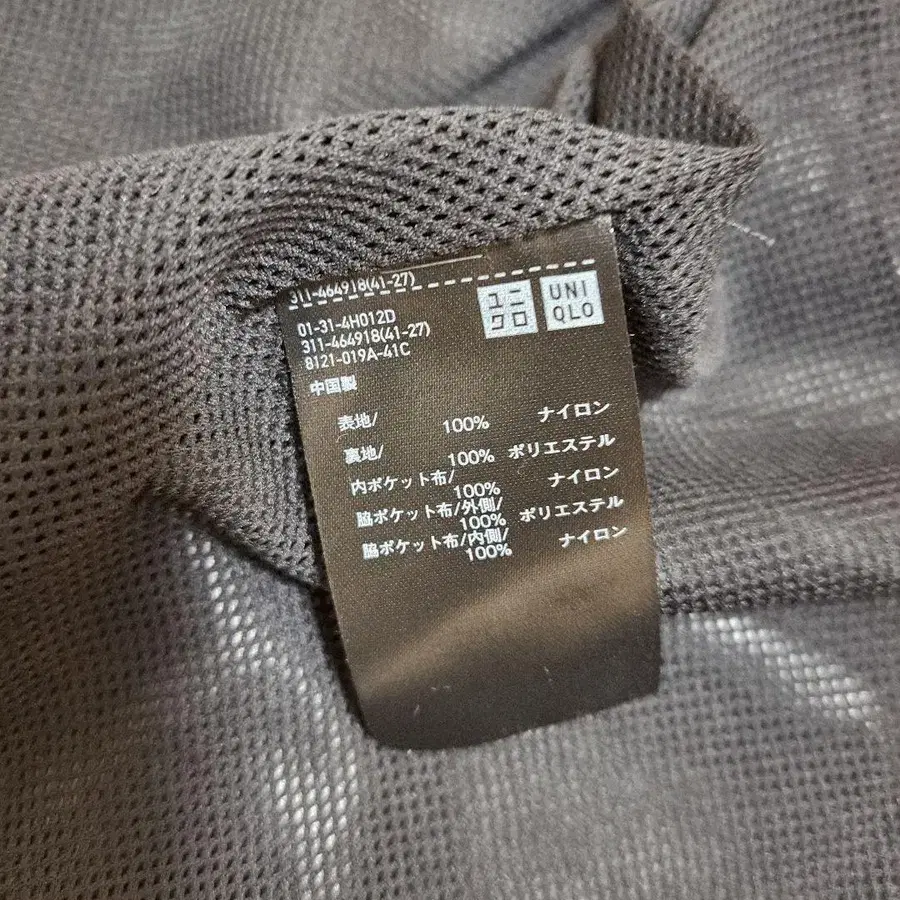 311-464918(41-27)
ユニクロ
UNIQLO
01-31-4H012D
311-464918(41-27)
8121-019A-41C
中国製
表地/ 100% ナイロン
裏地/ 100% ポリエステル
内ポケット布/ 100% ナイロン
脇ポケット布/外側/ 100% ポリエステル
脇ポケット布/内側/ 100% ナイロン